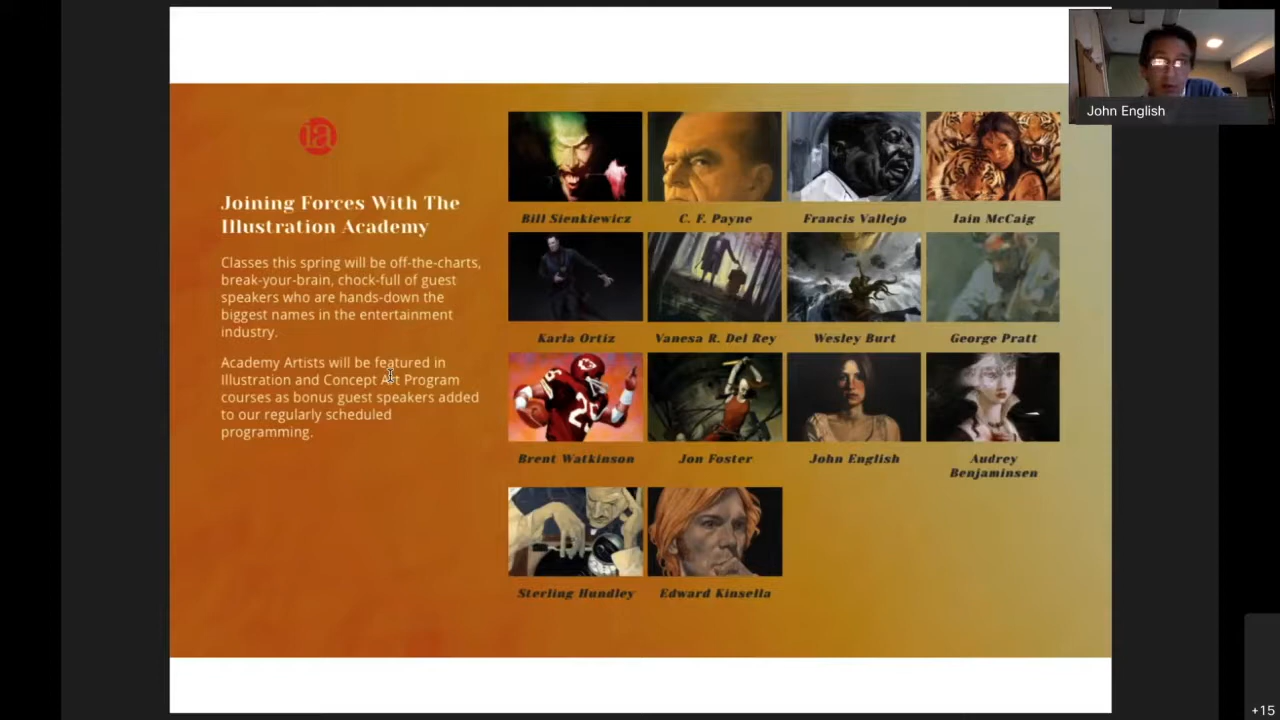 John English
ia
Joining Forces With The
Illustration Academy
Classes this spring will be off-the-charts,
break-your-brain, chock-full of guest
speakers who are hands-down the
biggest names in the entertainment
industry.
Academy Artists will be featured in
Illustration and Concept Art Program
courses as bonus guest speakers added
to our regularly scheduled
programming.
Bill Sienkiewicz
C. F. Payne
Francis Vallejo
Iain McCaig
Karla Ortiz
Vanesa R. Del Rey
Wesley Burt
George Pratt
Brent Watkinson
Jon Foster
John English
Audrey
Benjaminsen
Sterling Hundley
Edward Kinsella
25
+15